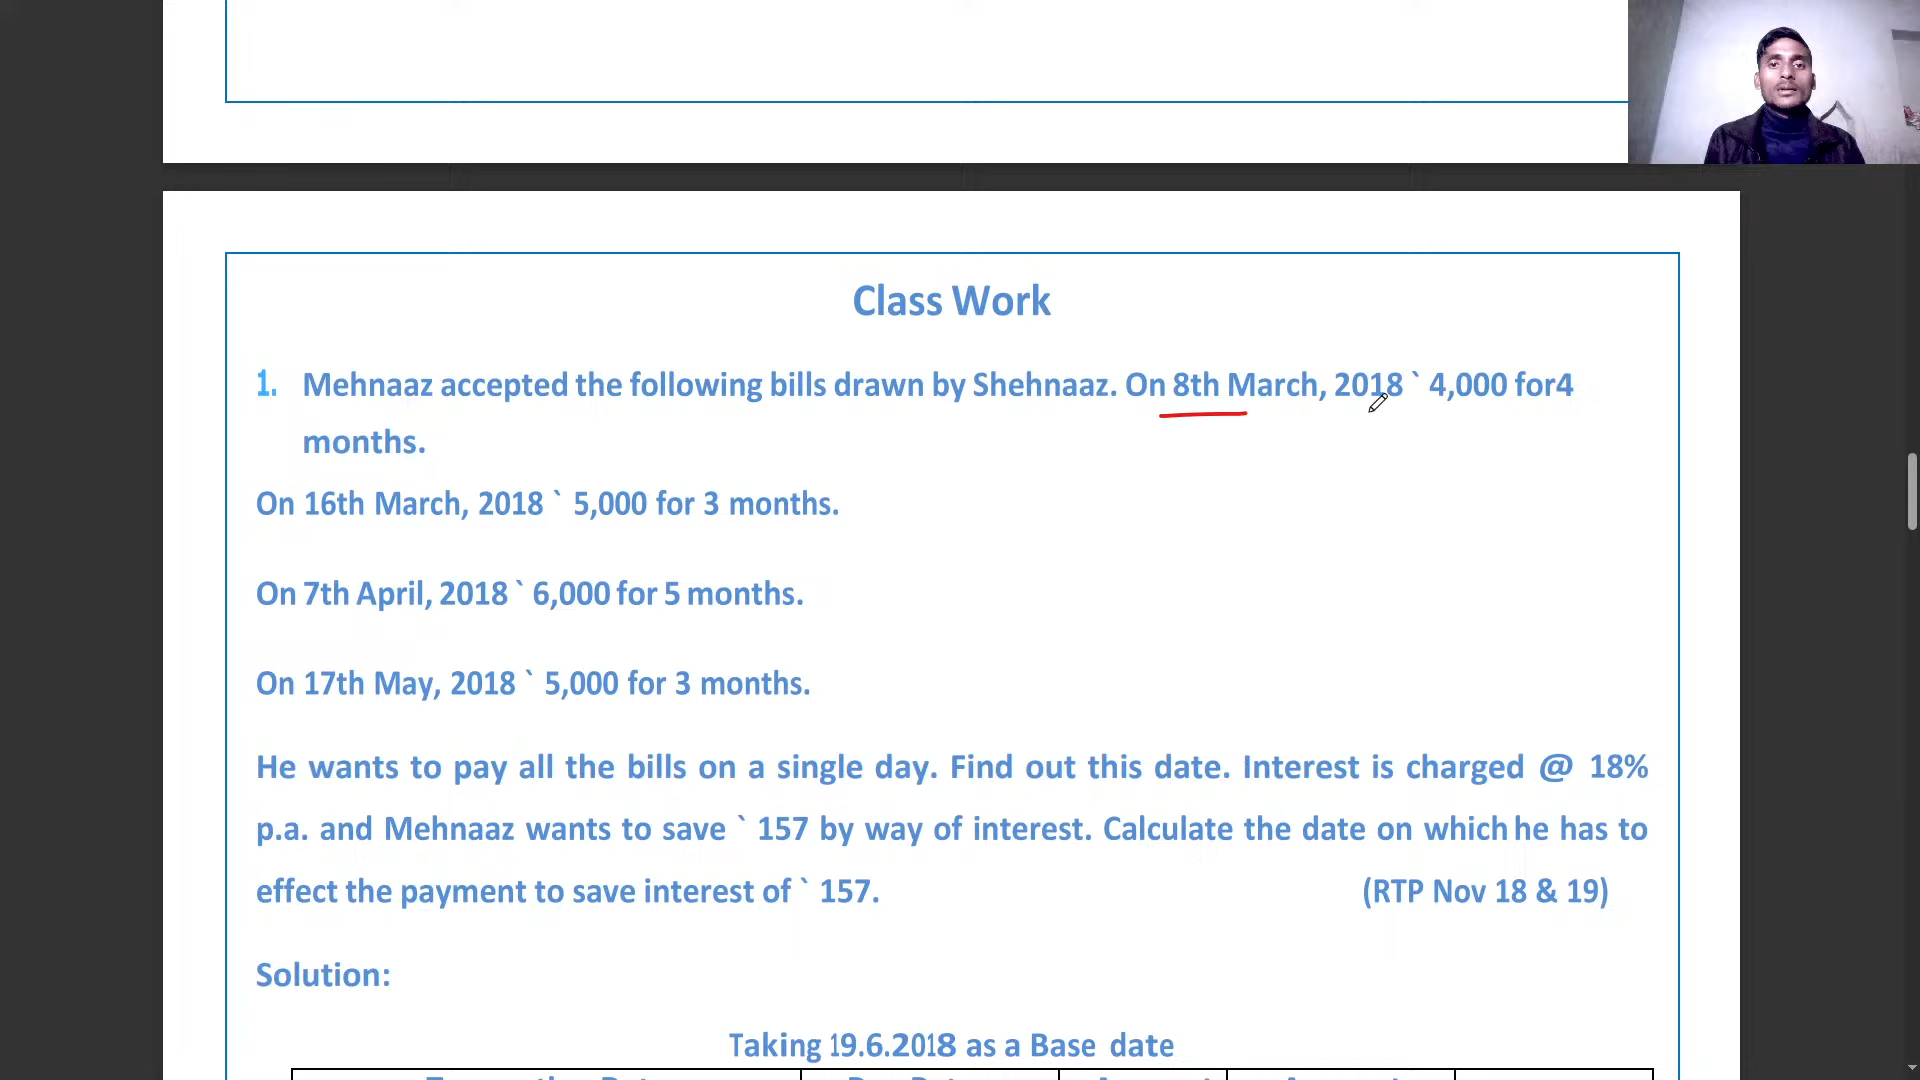 Class Work
1. Mehnaaz accepted the following bills drawn by Shehnaaz. On 8th March, 2018 ` 4,000 for4
months.
On 16th March, 2018 ` 5,000 for 3 months.
On 7th April, 2018 ` 6,000 for 5 months.
On 17th May, 2018 ` 5,000 for 3 months.
He wants to pay all the bills on a single day. Find out this date. Interest is charged @ 18%
p.a. and Mehnaaz wants to save ` 157 by way of interest. Calculate the date on which he has to
effect the payment to save interest of ` 157. (RTP Nov 18 & 19)
Solution:
Taking 19.6.2018 as a Base date